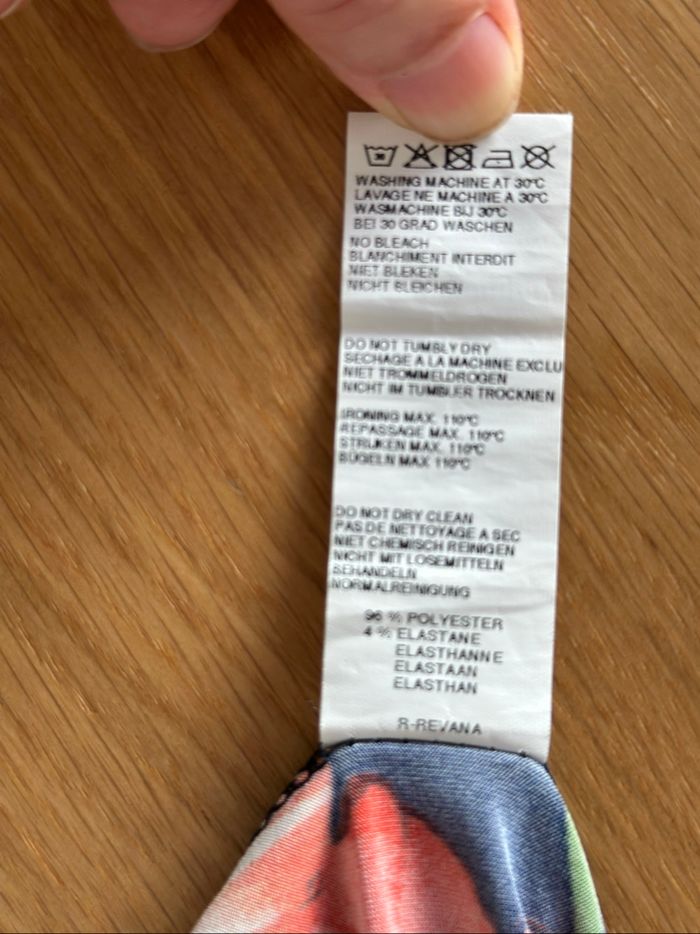 WASHING MACHINE AT 30°C
LAVAGE NE MACHINE A 30°C
WASMACHINE BIJ 30°C
BEI 30 GRAD WASCHEN
NO BLEACH
BLANCHIMENT INTERDIT
NIET BLEKEN
NICHT BLEICHEN
DO NOT TUMBLY DRY
SECHAGE A LA MACHINE EXCLU
NIET TROMMELDROGEN
NICHT IM TUMBLER TROCKNEN
IRONING MAX. 110°C
REPASSAGE MAX. 110°C
STRIJKEN MAX. 110°C
BÜGELN MAX 110°C
DO NOT DRY CLEAN
PAS DE NETTOYAGE A SEC
NIET CHEMISCH REINIGEN
NICHT MIT LOSEMITTELN
BEHANDELN
NORMALREINIGUNG
96 % POLYESTER
4 % ELASTANE
ELASTHANNE
ELASTAAN
ELASTHAN
R-REVANA